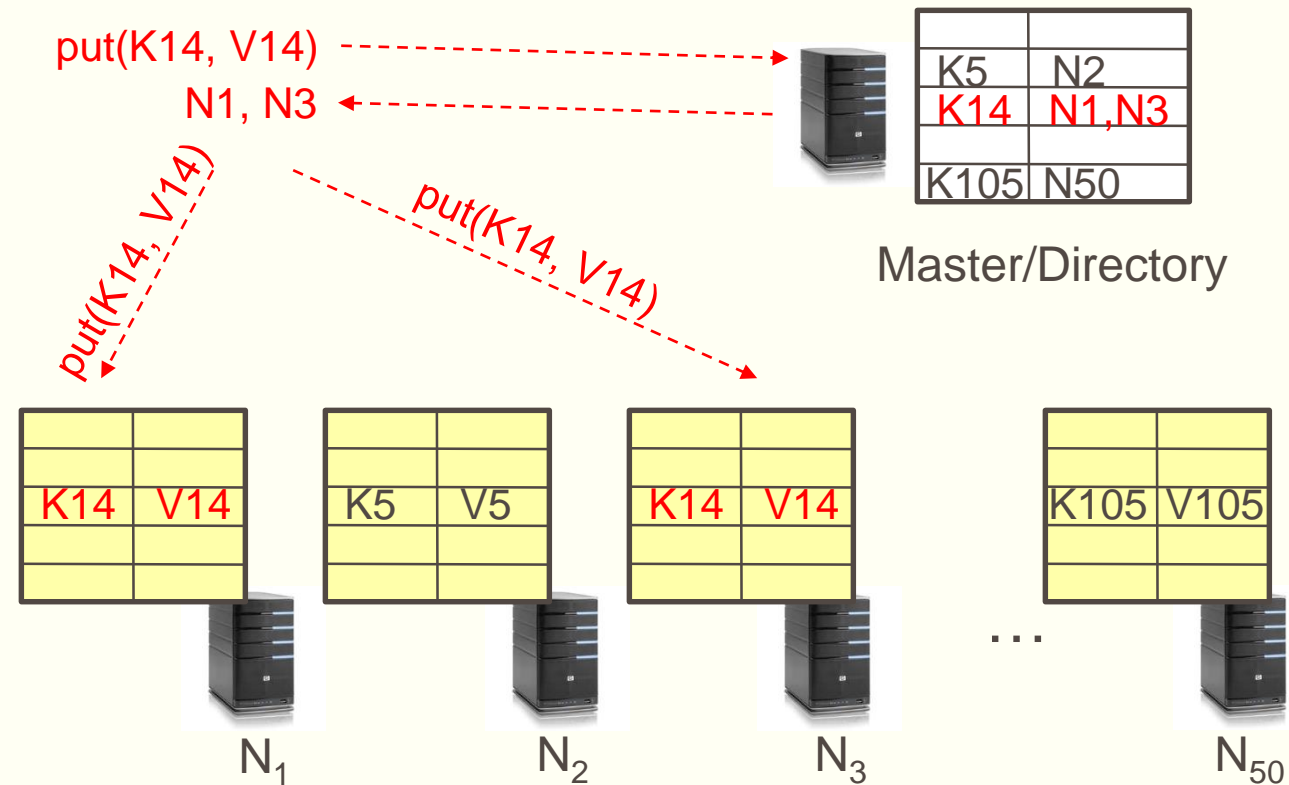 put(K14, V14)
N1, N3
K5 N2
K14 N1,N3
K105 N50
Master/Directory
put(K14, V14)
put(K14, V14)
K14 V14
K5 V5
K14 V14
K105 V105
...
N1
N2
N3
N50